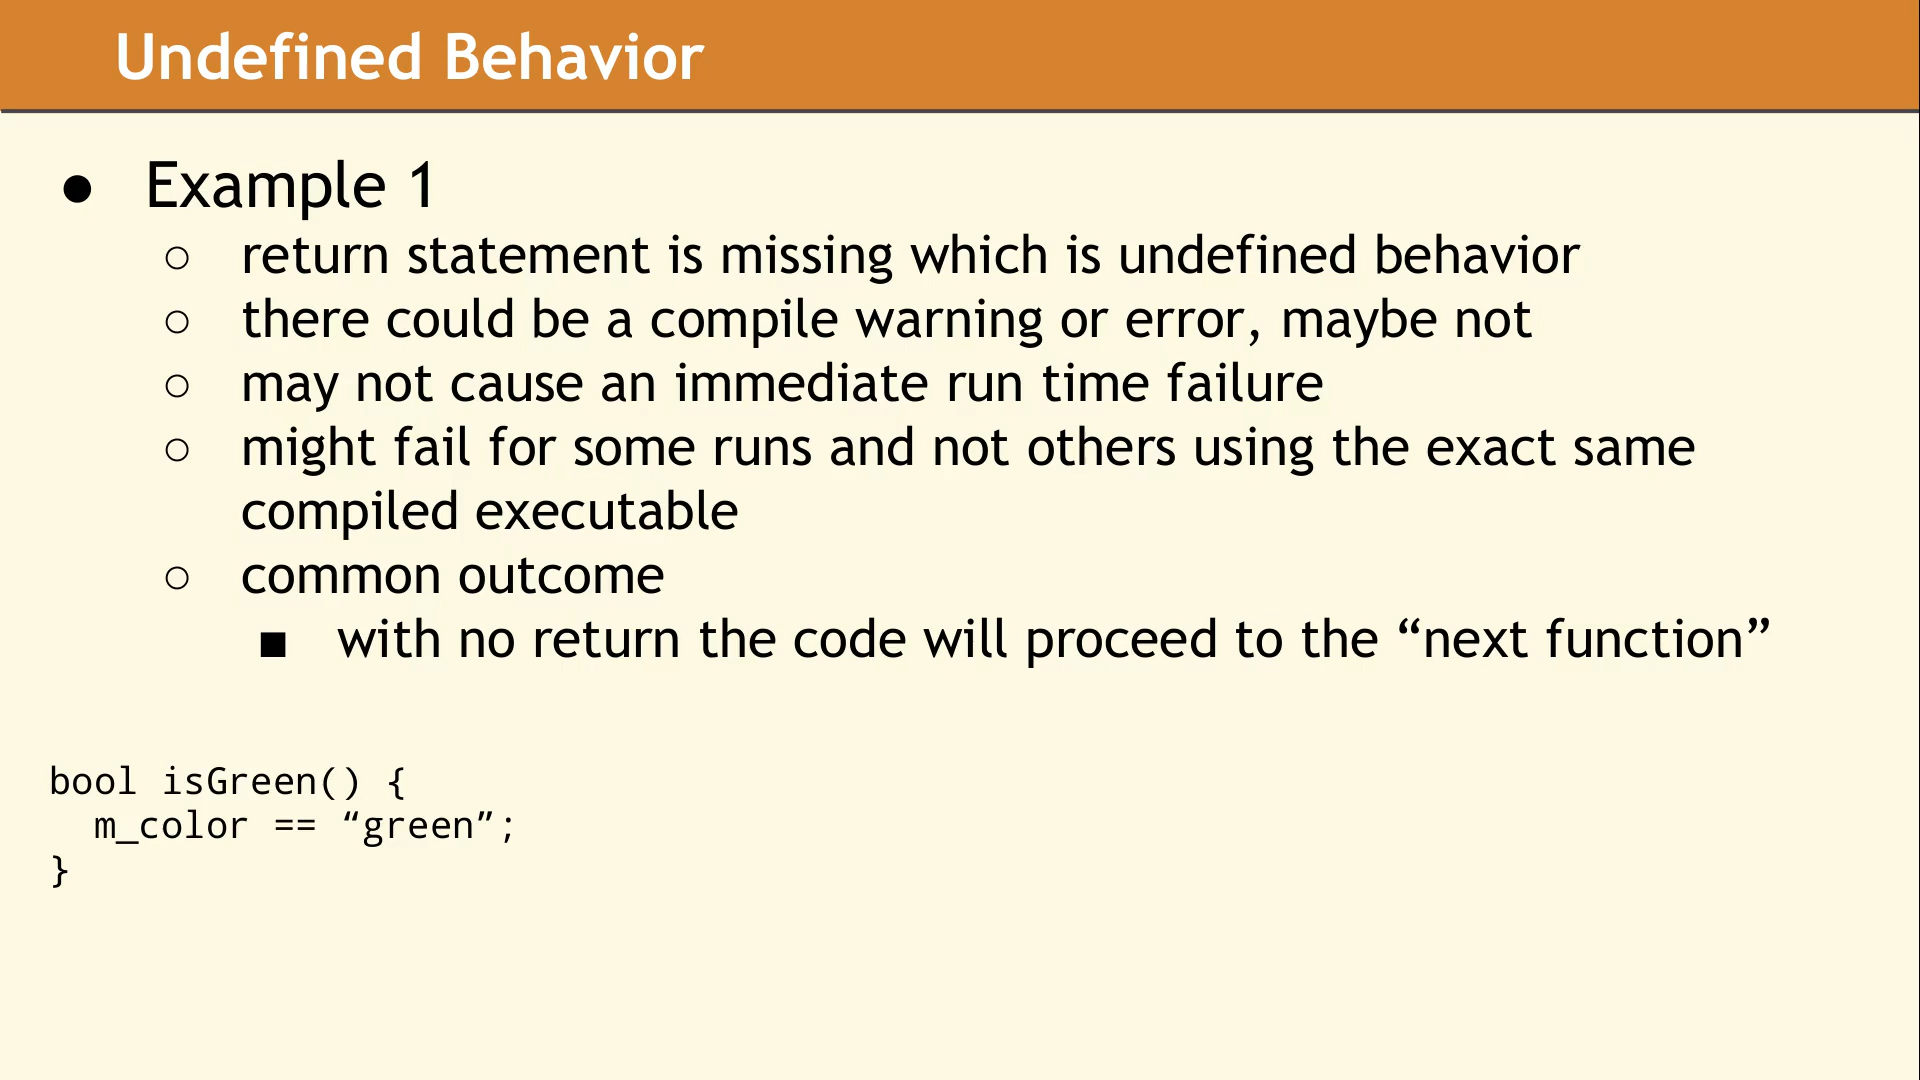 Undefined Behavior
● Example 1
○ return statement is missing which is undefined behavior
○ there could be a compile warning or error, maybe not
○ may not cause an immediate run time failure
○ might fail for some runs and not others using the exact same
compiled executable
○ common outcome
■ with no return the code will proceed to the “next function”
bool isGreen() {
  m_color == “green”;
}